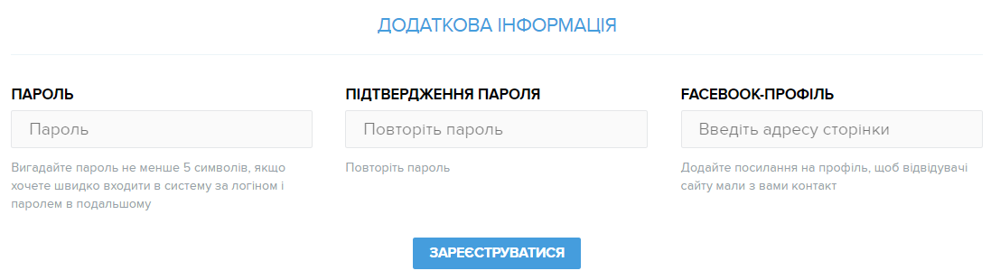 ДОДАТКОВА ІНФОРМАЦІЯ
ПАРОЛЬ
Пароль
Вигадайте пароль не менше 5 символів, якщо
хочете швидко входити в систему за логіном і
паролем в подальшому
ПІДТВЕРДЖЕННЯ ПАРОЛЯ
Повторіть пароль
Повторіть пароль
FACEBOOK-ПРОФІЛЬ
Введіть адресу сторінки
Додайте посилання на профіль, щоб відвідувачі
сайту мали з вами контакт
ЗАРЕЄСТРУВАТИСЯ